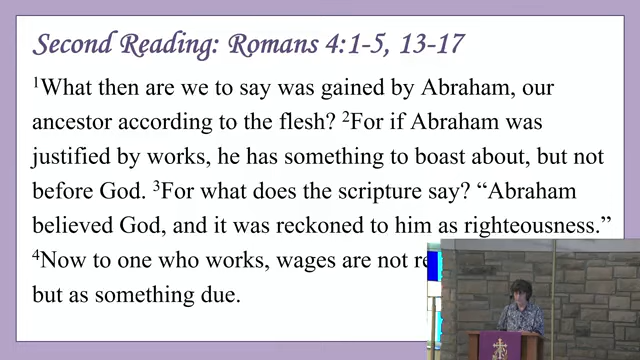 Second Reading: Romans 4:1-5, 13-17
¹What then are we to say was gained by Abraham, our
ancestor according to the flesh? ²For if Abraham was
justified by works, he has something to boast about, but not
before God. ³For what does the scripture say? “Abraham
believed God, and it was reckoned to him as righteousness.”
⁴Now to one who works, wages are not
but as something due.